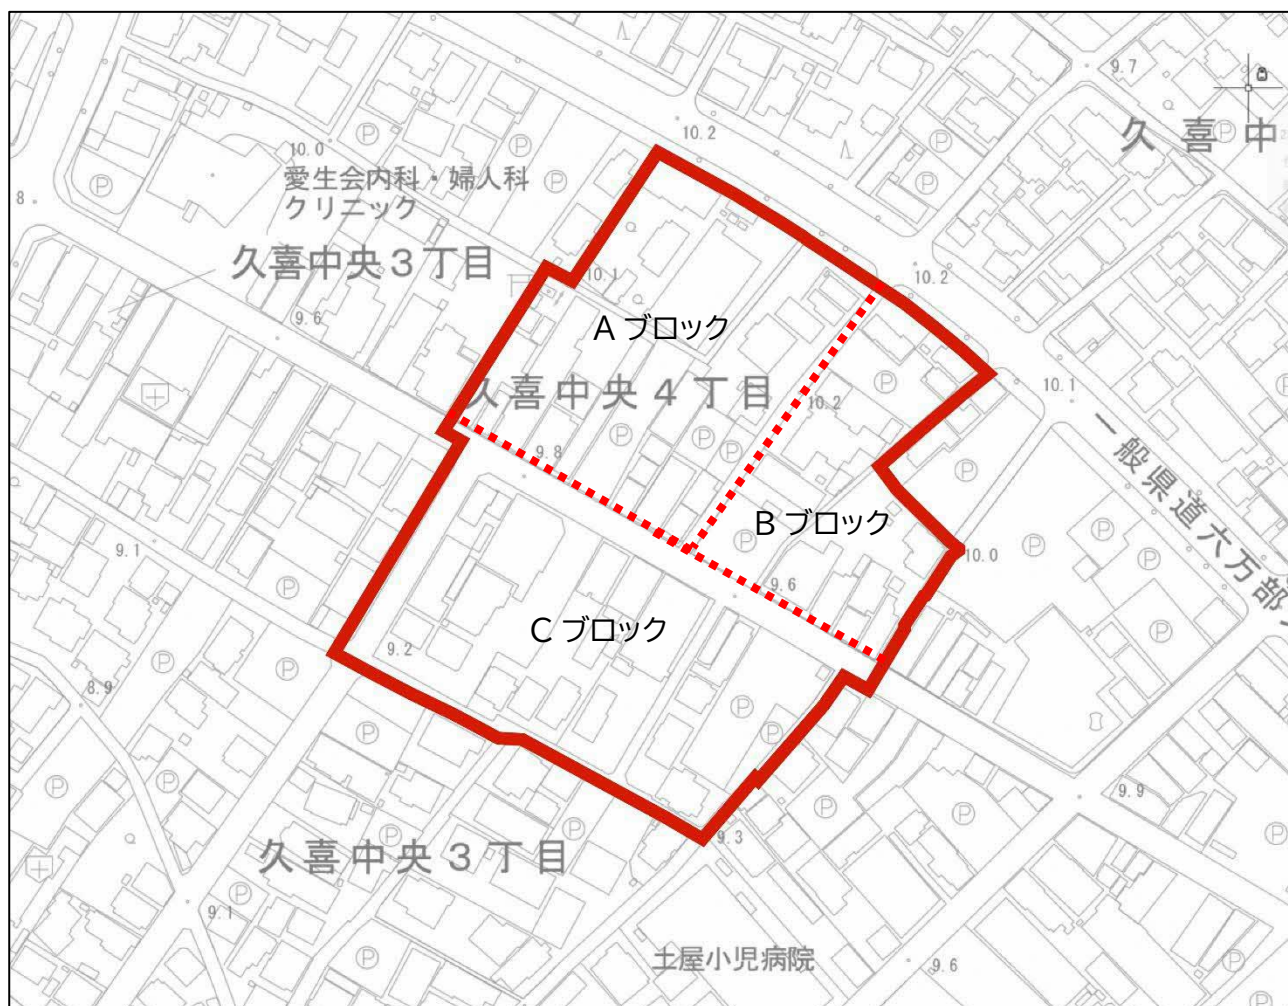 9.7
10.2
久喜中
10.0
愛生会内科・婦人科
クリニック
8
久喜中央3丁目
10.1
10.2
9.6
Aブロック
久喜中央4丁目
10.2
10.1
一般県道六万部
9.8
Bブロック
9.1
10.0
9.6
Cブロック
9.2
8.9
9.9
9.3
久喜中央3丁目
9.1
土屋小児病院
9.6
P